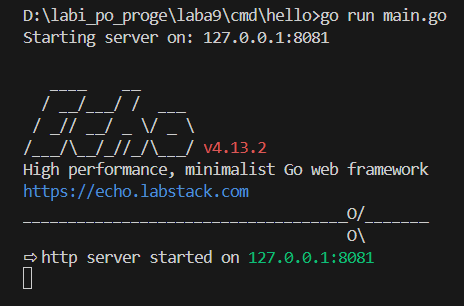 D:\labi_po_proge\laba9\cmd\hello>go run main.go
Starting server on: 127.0.0.1:8081
   ____    __
  / __/___/ /  ___
 / _// __/ _ \/ _ \
/___/\__/_//_/\___/ v4.13.2
High performance, minimalist Go web framework
https://echo.labstack.com
____________________________________O/_______
                                    O\
⇨ http server started on 127.0.0.1:8081